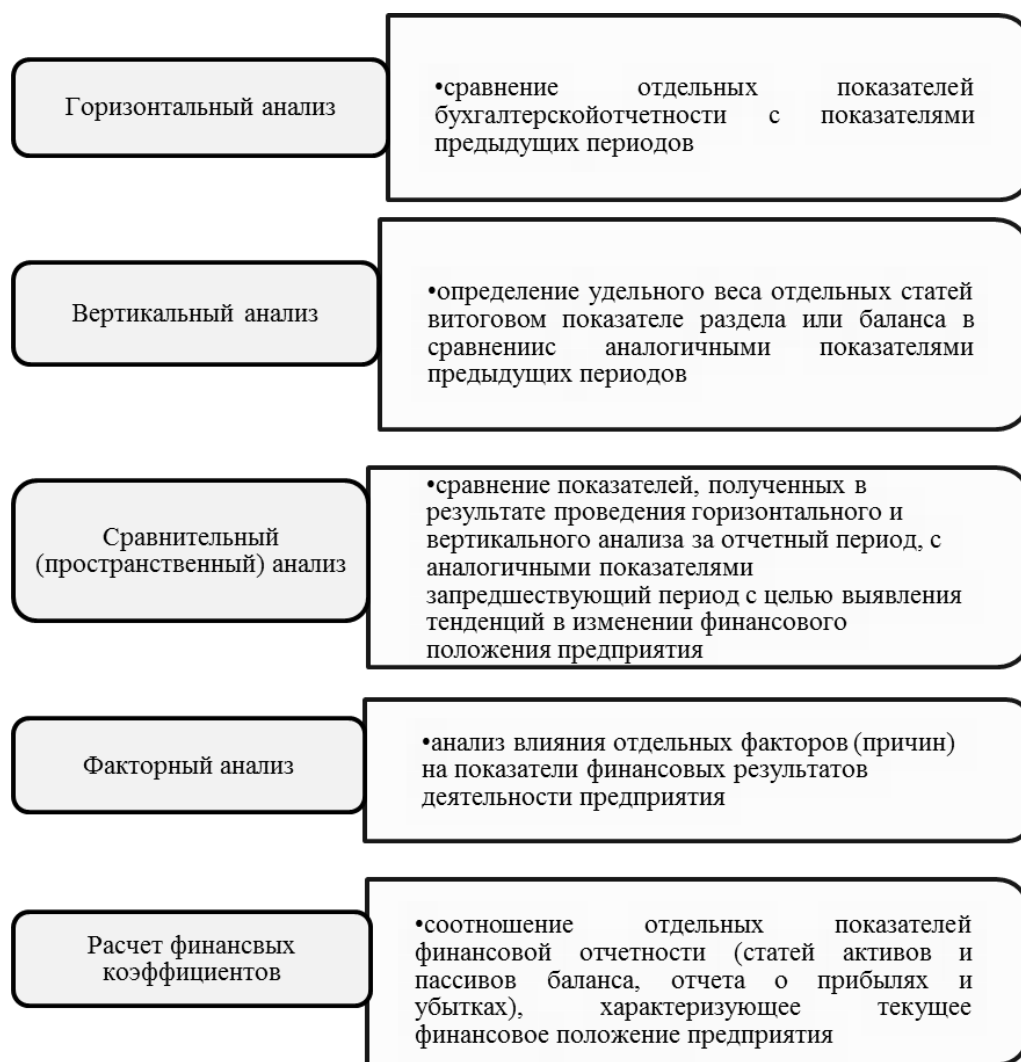 Горизонтальный анализ
•сравнение отдельных показателей
бухгалтерскойотчетности с показателями
предыдущих периодов
Вертикальный анализ
•определение удельного веса отдельных статей
витоговом показателе раздела или баланса в
сравнениис аналогичными показателями
предыдущих периодов
Сравнительный
(пространственный) анализ
•сравнение показателей, полученных в
результате проведения горизонтального и
вертикального анализа за отчетный период, с
аналогичными показателями
запредшествующий период с целью выявления
тенденций в изменении финансового
положения предприятия
Факторный анализ
•анализ влияния отдельных факторов (причин)
на показатели финансовых результатов
деятельности предприятия
Расчет финансвых
коэффициентов
•соотношение отдельных показателей
финансовой отчетности (статей активов и
пассивов баланса, отчета о прибылях и
убытках), характеризующее текущее
финансовое положение предприятия